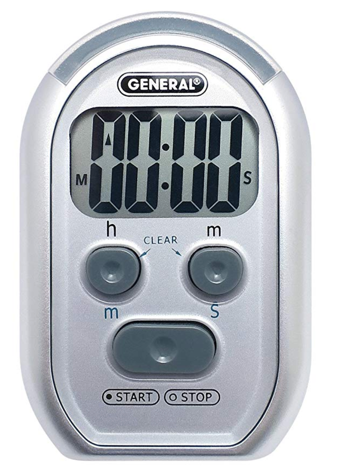 GENERAL®
00:00
M S
h m
CLEAR
m S
START STOP